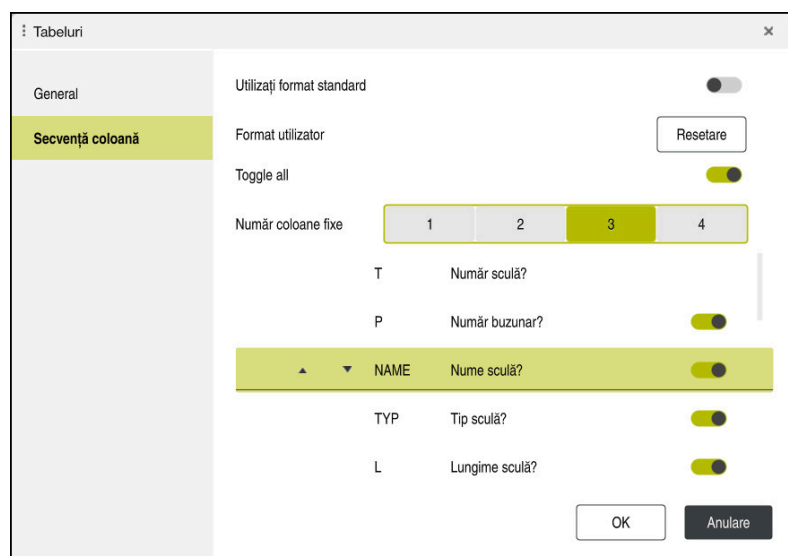 Tabeluri
General
Secvență coloană
Utilizați format standard
Format utilizator Resetare
Toggle all
Număr coloane fixe 1 2 3 4
T Număr sculă?
P Număr buzunar?
NAME Nume sculă?
TYP Tip sculă?
L Lungime sculă?
OK Anulare